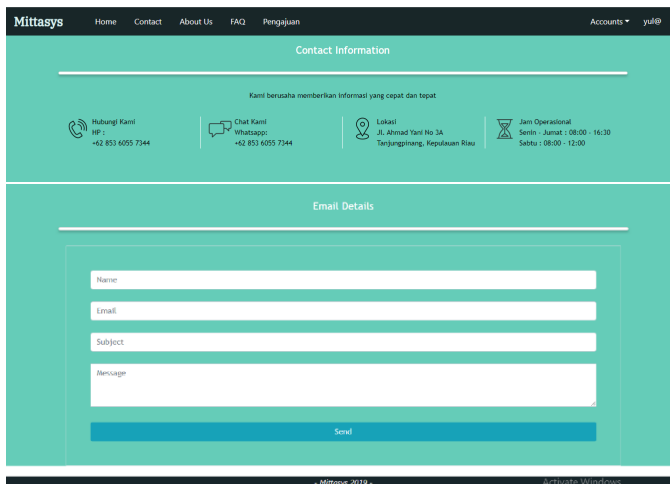 Mittasys Home Contact About Us FAQ Pengajuan Accounts yul@
Contact Information
Kami berusaha memberikan informasi yang cepat dan tepat
Hubungi Kami
HP :
+62 853 6055 7344
Chat Kami
Whatsapp:
+62 853 6055 7344
Lokasi
Jl. Ahmad Yani No 3A
Tanjungpinang, Kepulauan Riau
Jam Operasional
Senin - Jumat : 08:00 - 16:30
Sabtu : 08:00 - 12:00
Email Details
Name
Email
Subject
Message
Send
- Mittasys 2019 -
Activate Windows